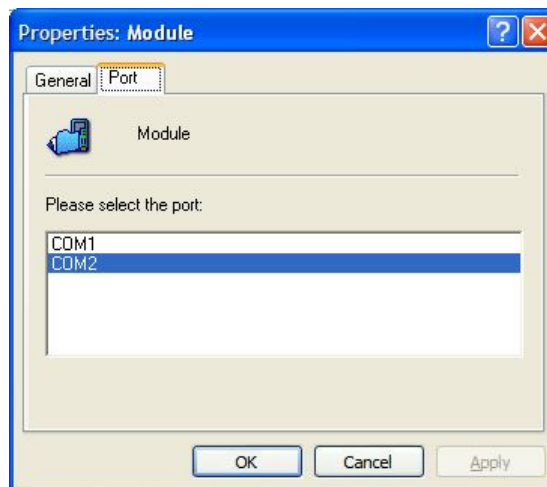 Properties: Module
General Port
Module
Please select the port:
COM1
COM2
OK Cancel Apply